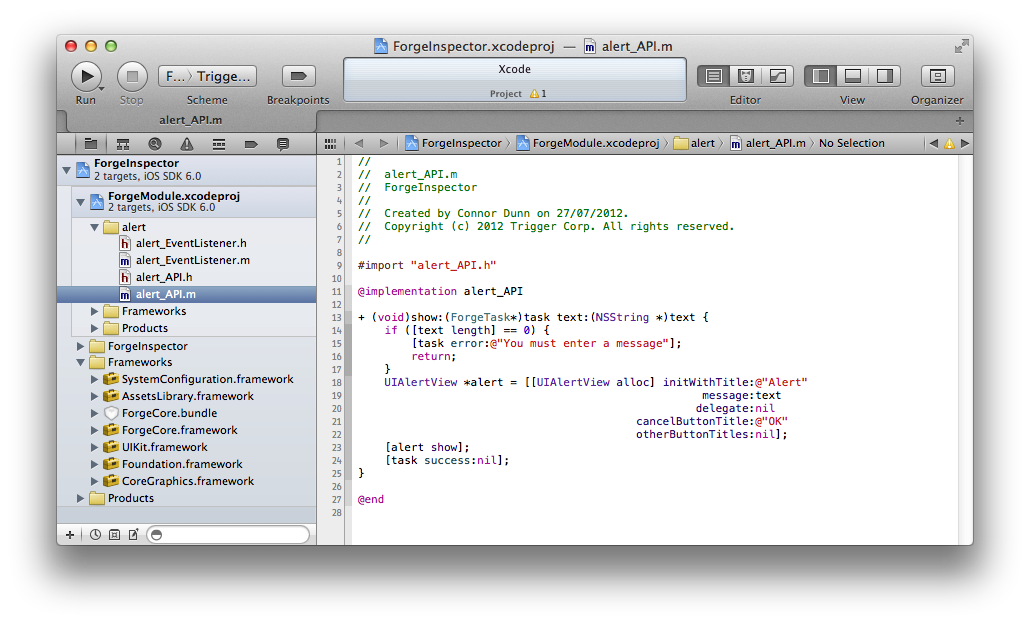 ForgeInspector.xcodeproj — alert_API.m
Run
Stop
F... 〉 Trigge...
Scheme
Breakpoints
Xcode
Project 1
Editor
View
Organizer
alert_API.m
ForgeInspector
2 targets, iOS SDK 6.0
ForgeModule.xcodeproj
2 targets, iOS SDK 6.0
alert
alert_EventListener.h
alert_EventListener.m
alert_API.h
alert_API.m
Frameworks
Products
ForgeInspector
Frameworks
SystemConfiguration.framework
AssetsLibrary.framework
ForgeCore.bundle
ForgeCore.framework
UIKit.framework
Foundation.framework
CoreGraphics.framework
Products
ForgeInspector 〉 ForgeModule.xcodeproj 〉 alert 〉 alert_API.m 〉 No Selection
1 //
2 //  alert_API.m
3 //  ForgeInspector
4 //
5 //  Created by Connor Dunn on 27/07/2012.
6 //  Copyright (c) 2012 Trigger Corp. All rights reserved.
7 //
8
9 #import "alert_API.h"
10
11 @implementation alert_API
12
13 + (void)show:(ForgeTask*)task text:(NSString *)text {
14     if ([text length] == 0) {
15         [task error:@"You must enter a message"];
16         return;
17     }
18     UIAlertView *alert = [[UIAlertView alloc] initWithTitle:@"Alert"
19                                                     message:text
20                                                    delegate:nil
21                                           cancelButtonTitle:@"OK"
22                                           otherButtonTitles:nil];
23     [alert show];
24     [task success:nil];
25 }
26
27 @end
28